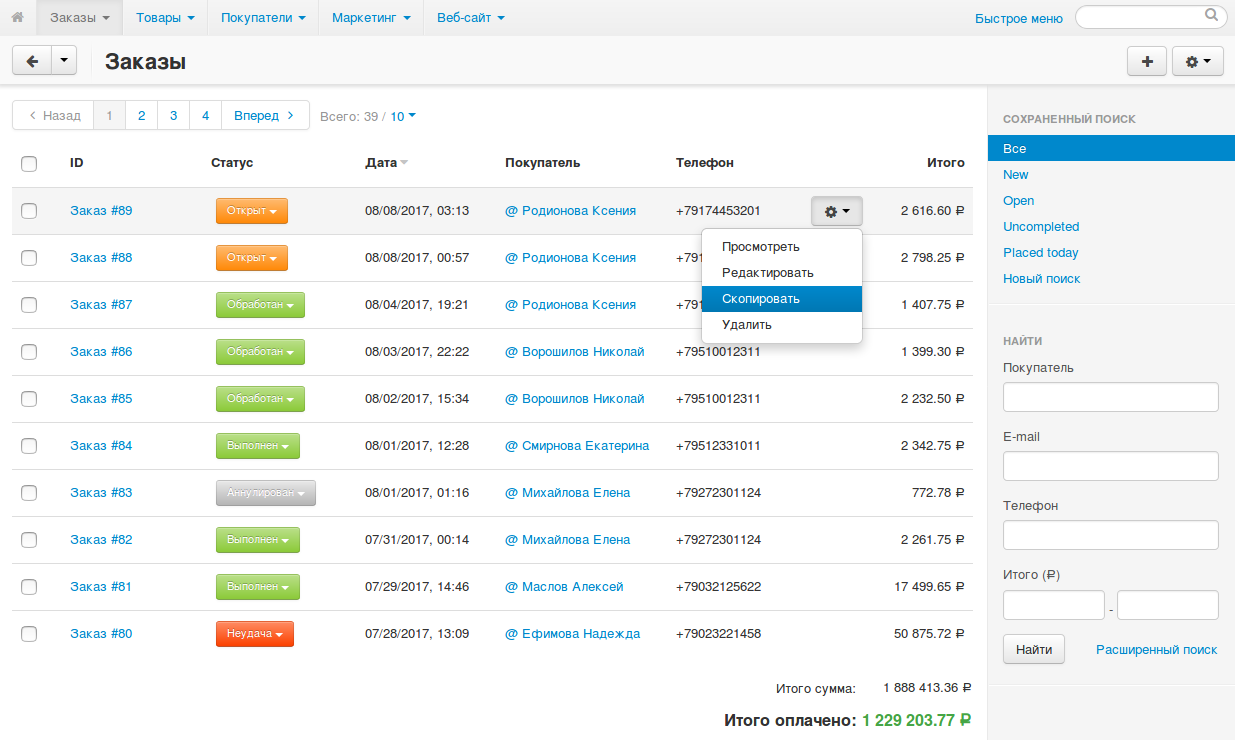 Заказы Товары Покупатели Маркетинг Веб-сайт Быстрое меню
Заказы
Назад 1 2 3 4 Вперед Всего: 39 / 10
ID Статус Дата Покупатель Телефон Итого
Заказ #89 Открыт 08/08/2017, 03:13 @ Родионова Ксения +79174453201 2 616.60 ₽
Просмотреть
Редактировать
Скопировать
Удалить
Заказ #88 Открыт 08/08/2017, 00:57 @ Родионова Ксения 2 798.25 ₽
Заказ #87 Обработан 08/04/2017, 19:21 @ Родионова Ксения 1 407.75 ₽
Заказ #86 Обработан 08/03/2017, 22:22 @ Ворошилов Николай +79510012311 1 399.30 ₽
Заказ #85 Обработан 08/02/2017, 15:34 @ Ворошилов Николай +79510012311 2 232.50 ₽
Заказ #84 Выполнен 08/01/2017, 12:28 @ Смирнова Екатерина +79512331011 2 342.75 ₽
Заказ #83 Аннулирован 08/01/2017, 01:16 @ Михайлова Елена +79272301124 772.78 ₽
Заказ #82 Выполнен 07/31/2017, 00:14 @ Михайлова Елена +79272301124 2 261.75 ₽
Заказ #81 Выполнен 07/29/2017, 14:46 @ Маслов Алексей +79032125622 17 499.65 ₽
Заказ #80 Неудача 07/28/2017, 13:09 @ Ефимова Надежда +79023221458 50 875.72 ₽
Итого сумма: 1 888 413.36 ₽
Итого оплачено: 1 229 203.77 ₽
СОХРАНЕННЫЙ ПОИСК
Все
New
Open
Uncompleted
Placed today
Новый поиск
НАЙТИ
Покупатель
E-mail
Телефон
Итого (₽)
-
Найти Расширенный поиск